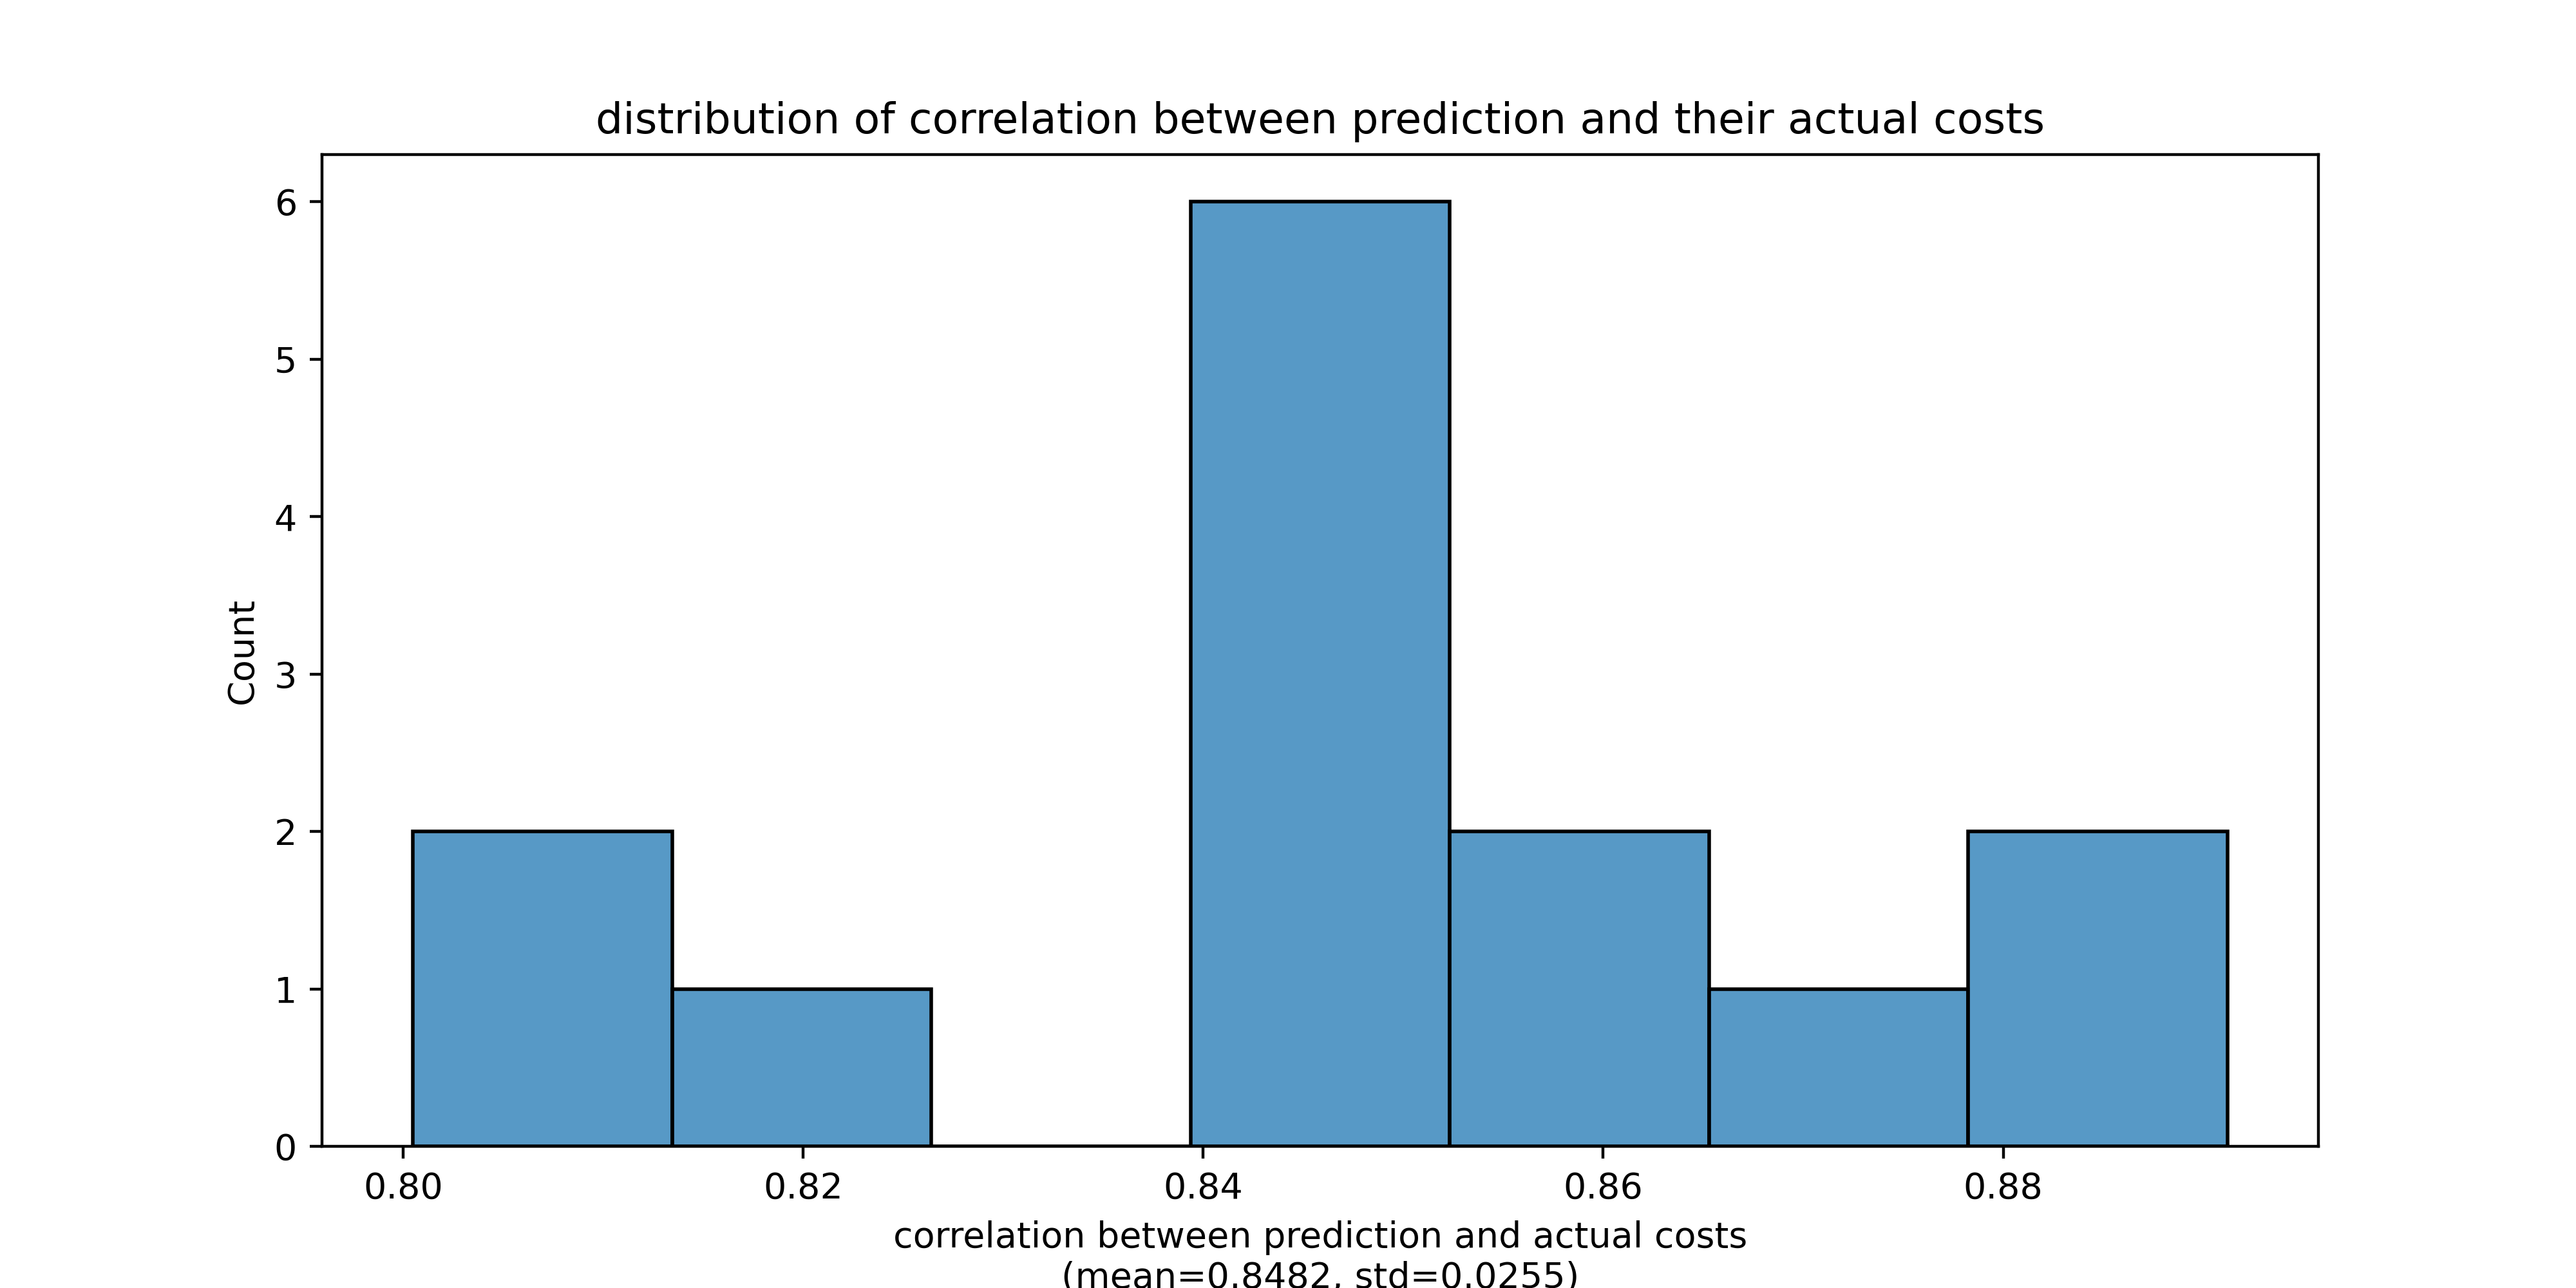 distribution of correlation between prediction and their actual costs
6
5
4
3
2
1
0
Count
0.80 0.82 0.84 0.86 0.88
correlation between prediction and actual costs
(mean=0.8482, std=0.0255)